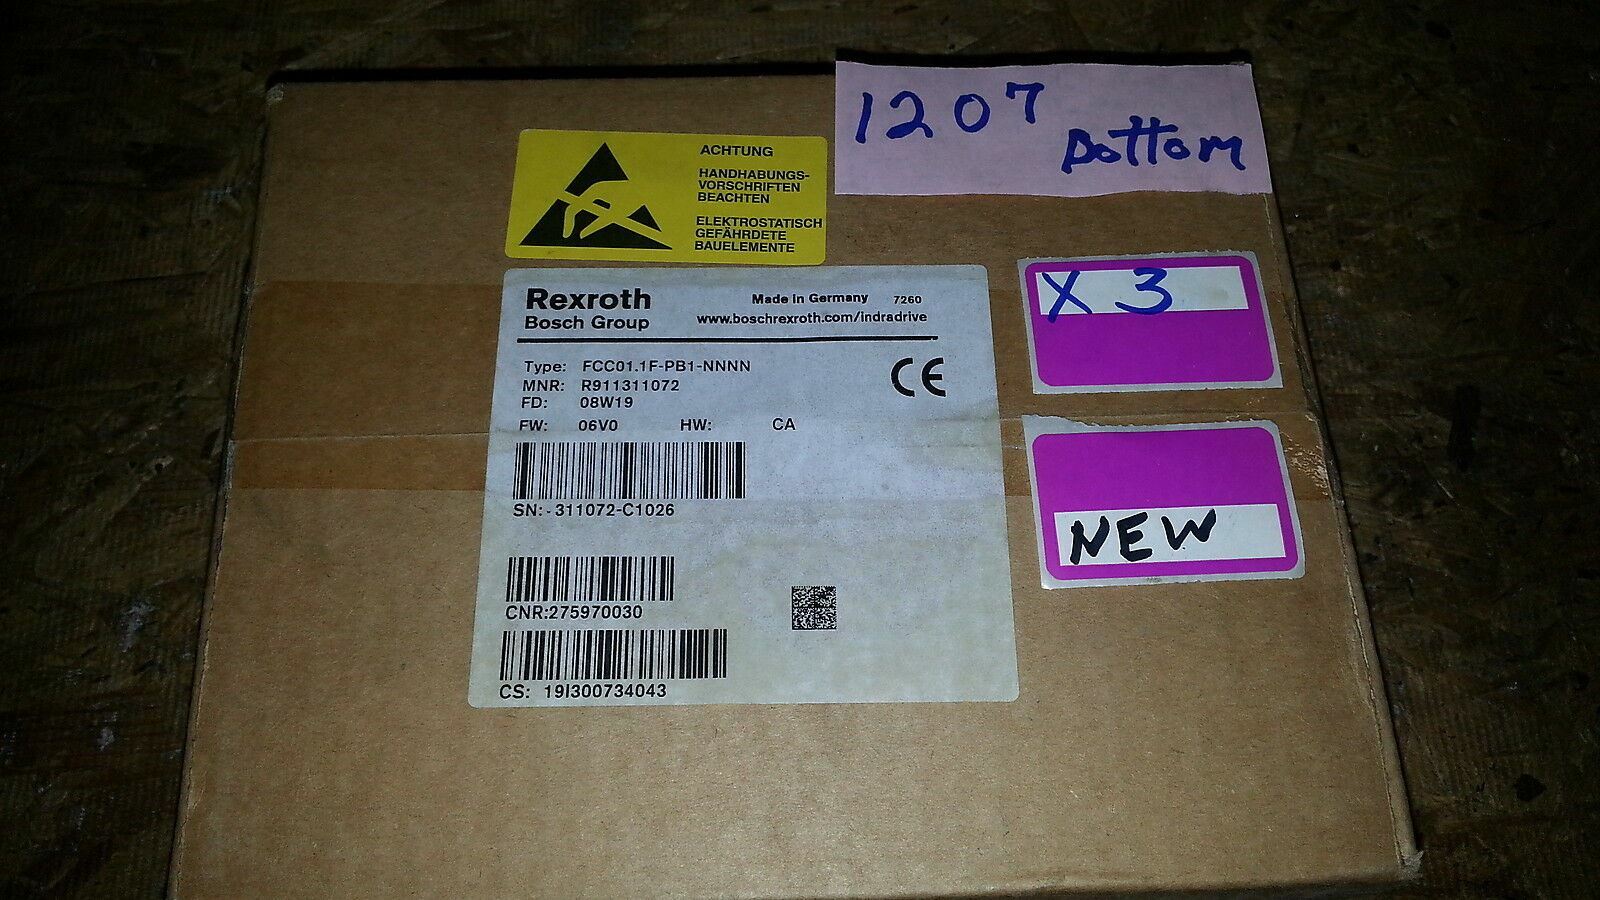 1207
Bottom
ACHTUNG
HANDHABUNGS-
VORSCHRIFTEN
BEACHTEN
ELEKTROSTATISCH
GEFÄHRDETE
BAUELEMENTE
Rexroth
Bosch Group
Made in Germany 7260
www.boschrexroth.com/indradrive
Type: FCC01.1F-PB1-NNNN
MNR: R911311072
FD: 08W19
FW: 06V0 HW: CA
CE
SN: - 311072-C1026
CNR:275970030
CS: 19I300734043
X 3
NEW